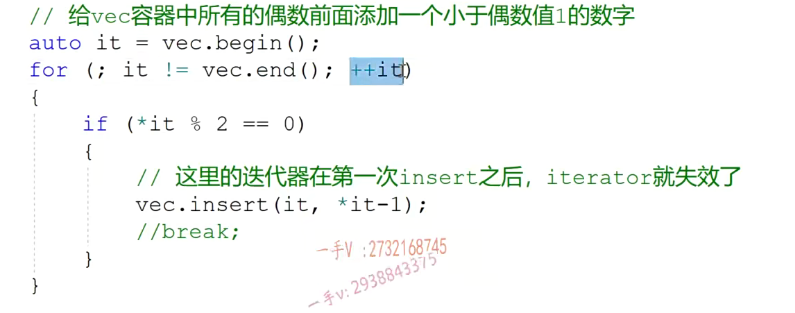 // 给vec容器中所有的偶数前面添加一个小于偶数值1的数字
auto it = vec.begin();
for (; it != vec.end(); ++it)
{
if (*it % 2 == 0)
{
// 这里的迭代器在第一次insert之后，iterator就失效了
vec.insert(it, *it-1);
//break;
一手V :2732168745
}
一手v:2938843375
}